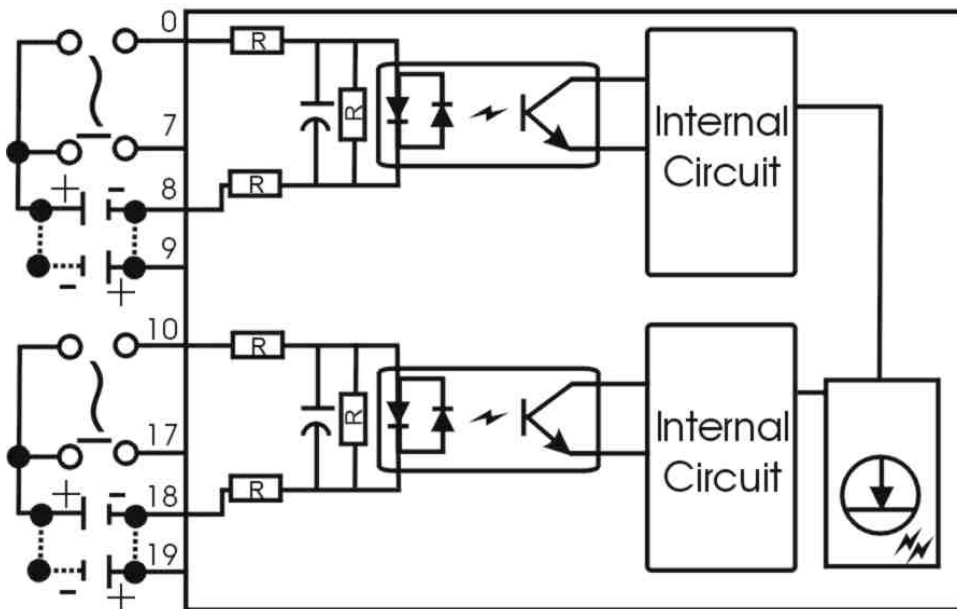 0
R
R
7
Internal
Circuit
+ -
8
R
9
- +
10
R
R
17
Internal
Circuit
+ -
18
R
19
- +